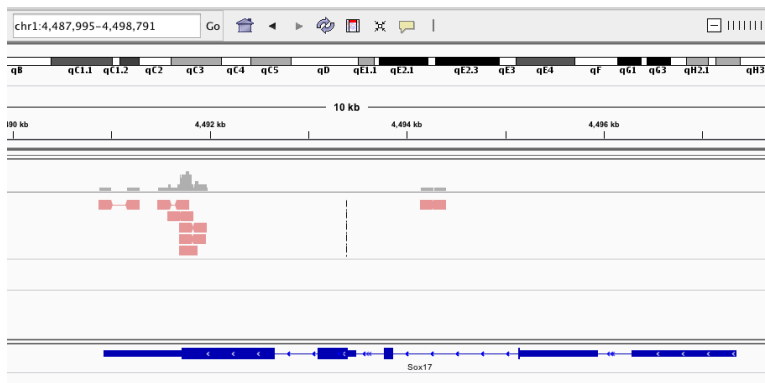 chr1:4,487,995-4,498,791 Go
qB qC1.1 qC1.2 qC2 qC3 qC4 qC5 qD qE1.1 qE2.1 qE2.3 qE3 qE4 qF qG1 qG3 qH2.1 qH3
10 kb
490 kb 4,492 kb 4,494 kb 4,496 kb
Sox17